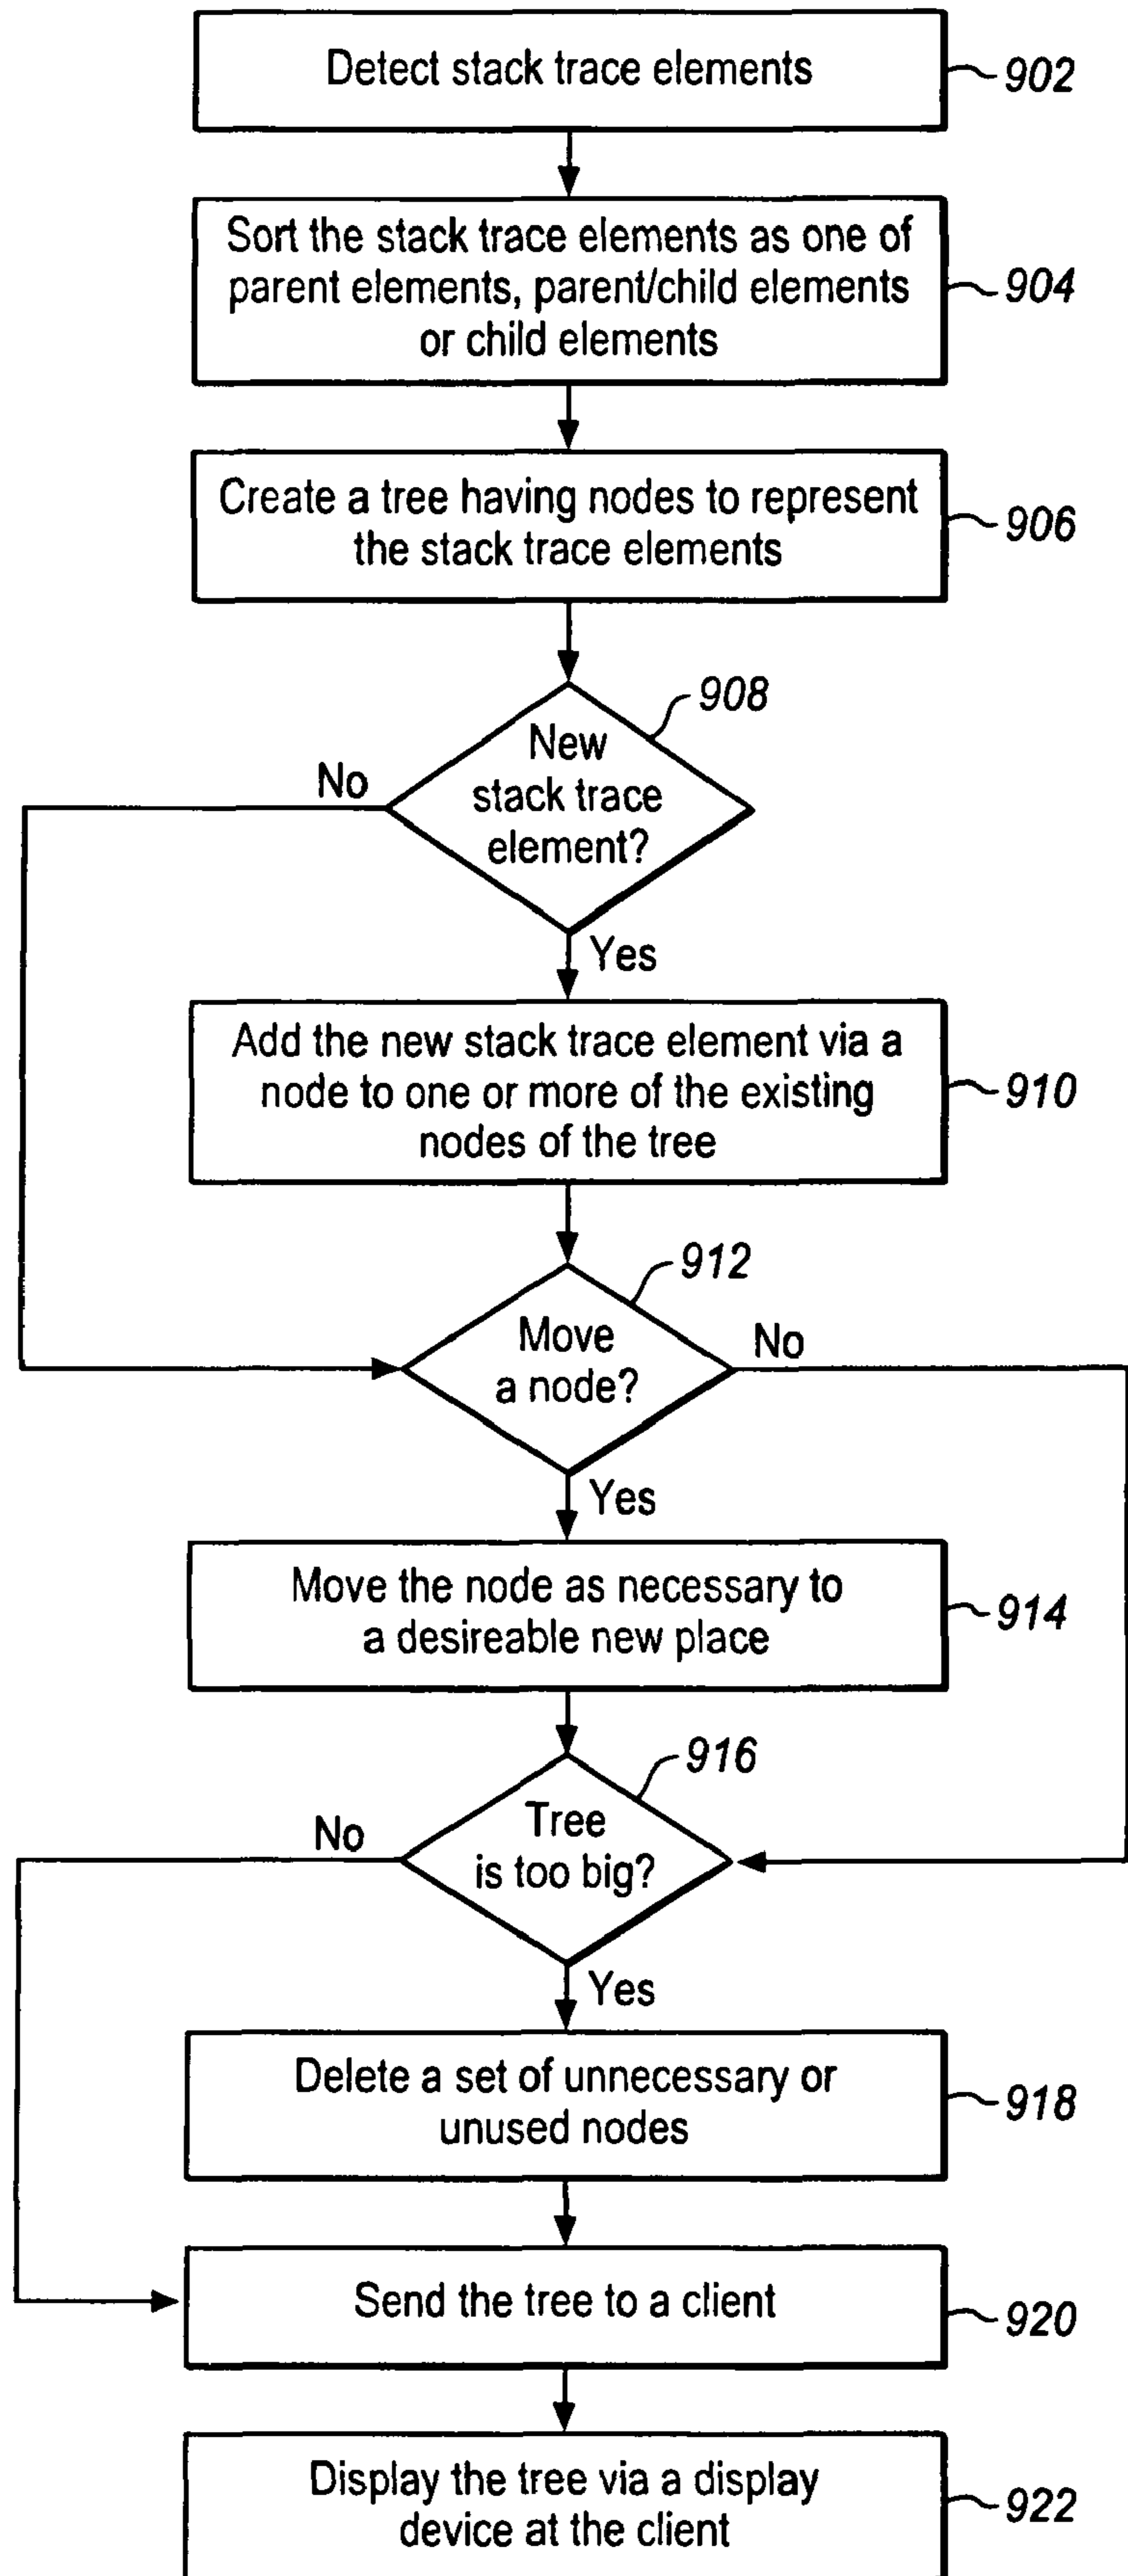 Detect stack trace elements
902
Sort the stack trace elements as one of
parent elements, parent/child elements
or child elements
904
Create a tree having nodes to represent
the stack trace elements
906
908
New
stack trace
element?
No
Yes
Add the new stack trace element via a
node to one or more of the existing
nodes of the tree
910
912
Move
a node?
No
Yes
Move the node as necessary to
a desireable new place
914
916
Tree
is too big?
No
Yes
Delete a set of unnecessary or
unused nodes
918
Send the tree to a client
920
Display the tree via a display
device at the client
922